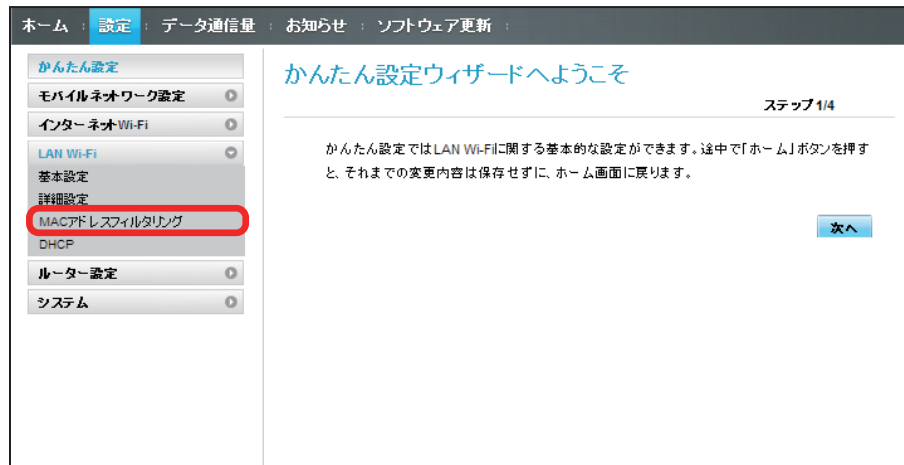 ホーム 設定 データ通信量 お知らせ ソフトウェア更新
かんたん設定
モバイルネットワーク設定
インターネットWi-Fi
LAN Wi-Fi
基本設定
詳細設定
MACアドレスフィルタリング
DHCP
ルーター設定
システム
かんたん設定ウィザードへようこそ
ステップ1/4
かんたん設定ではLAN Wi-Fiに関する基本的な設定ができます。途中で「ホーム」ボタンを押す
と、それまでの変更内容は保存せずに、ホーム画面に戻ります。
次へ